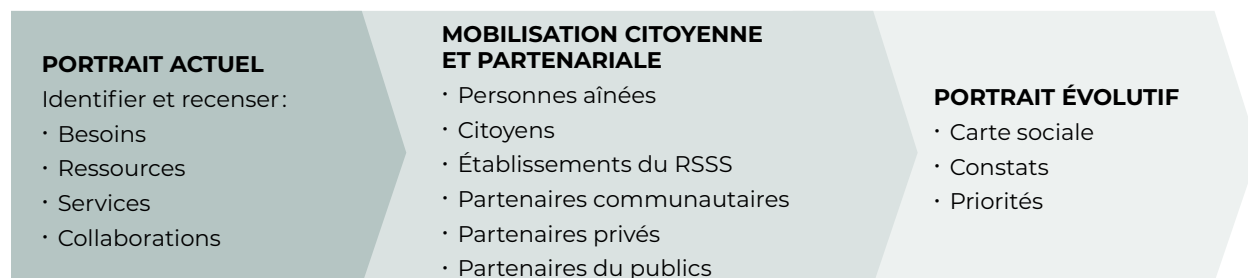 PORTRAIT ACTUEL
Identifier et recenser :
• Besoins
• Ressources
• Services
• Collaborations
MOBILISATION CITOYENNE
ET PARTENARIALE
• Personnes aînées
• Citoyens
• Établissements du RSSS
• Partenaires communautaires
• Partenaires privés
• Partenaires du publics
PORTRAIT ÉVOLUTIF
• Carte sociale
• Constats
• Priorités